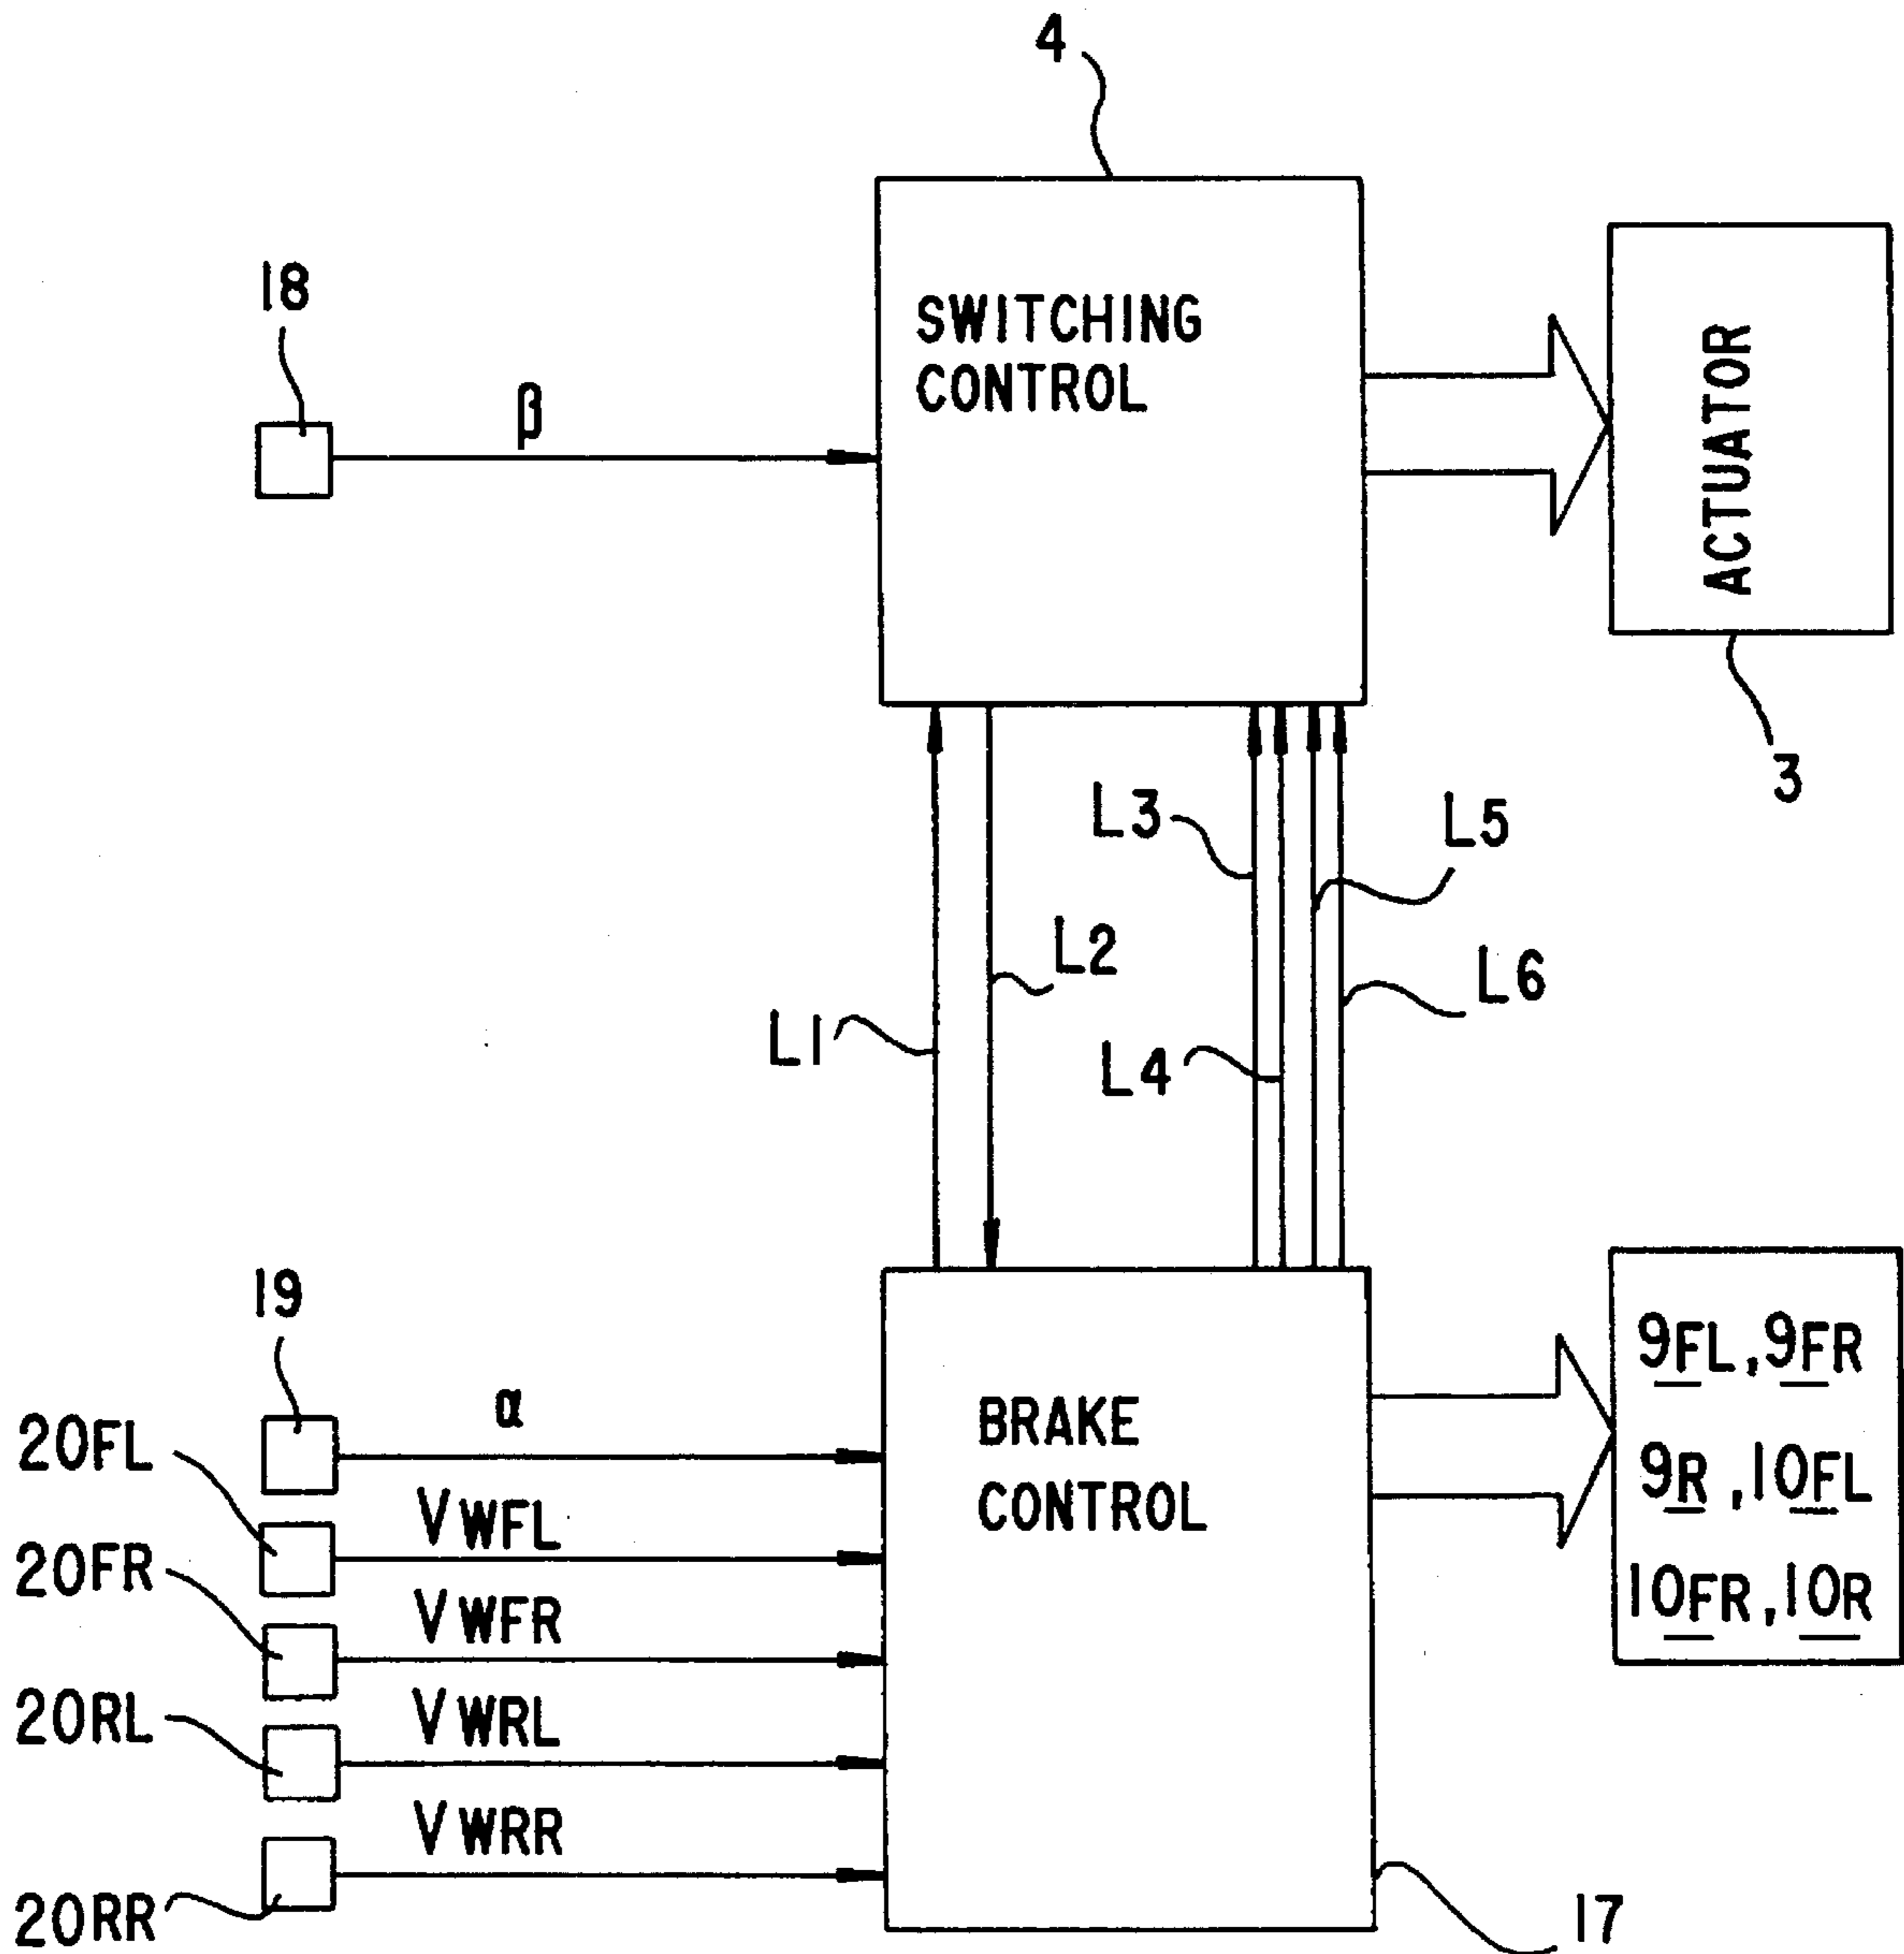 4
18
β
SWITCHING
CONTROL
ACTUATOR
3
L3
L5
L2
L6
L1
L4
19
α
20FL
VWFL
20FR
VWFR
20RL
VWRL
20RR
VWRR
BRAKE
CONTROL
9FL,9FR
9R,10FL
10FR,10R
17